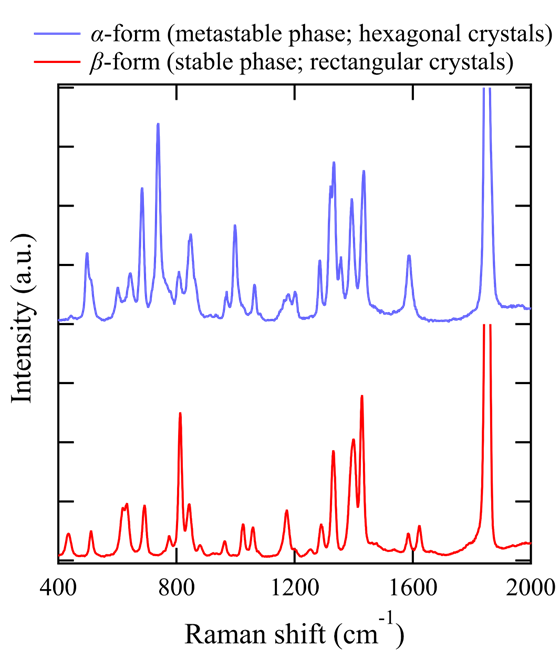 α-form (metastable phase; hexagonal crystals)
β-form (stable phase; rectangular crystals)
Intensity (a.u.)
400 800 1200 1600 2000
Raman shift (cm⁻¹)